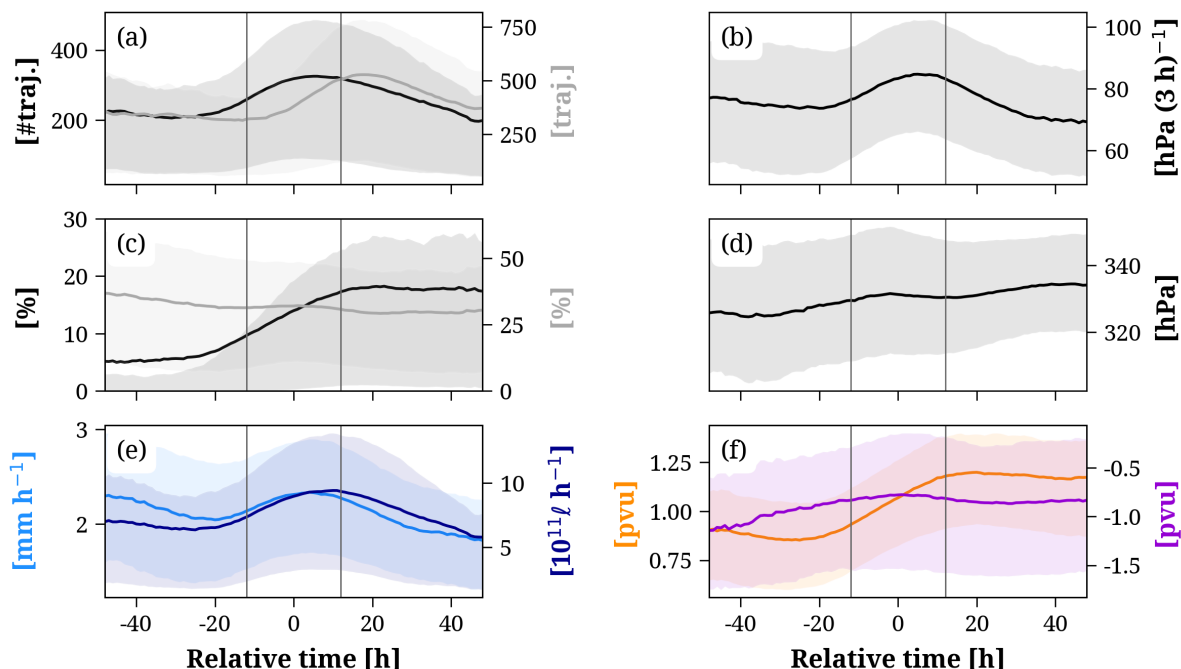 (a)
400
200
[#traj.]
750
500
250
[traj.]
(b)
100
80
60
[hPa (3 h)⁻¹]
(c)
30
20
10
0
[%]
50
25
0
[%]
(d)
340
320
[hPa]
(e)
3
2
[mm h⁻¹]
10
5
[10¹¹ℓ h⁻¹]
-40 -20 0 20 40
Relative time [h]
(f)
1.25
1.00
0.75
[pvu]
-0.5
-1.0
-1.5
[pvu]
-40 -20 0 20 40
Relative time [h]